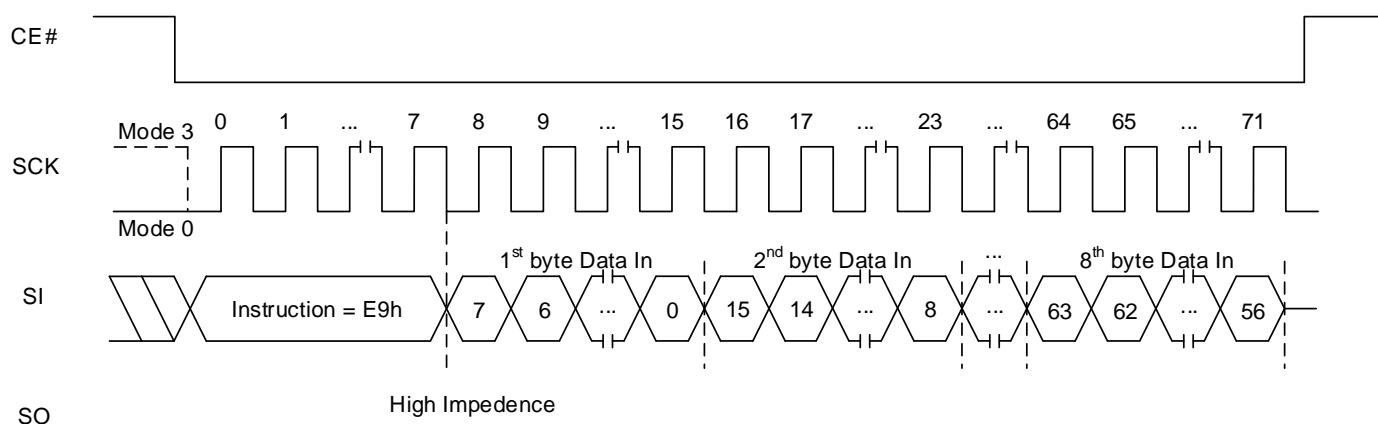 CE#
0 1 ... 7 8 9 ... 15 16 17 ... 23 ... 64 65 ... 71
Mode 3
SCK
Mode 0
1st byte Data In 2nd byte Data In ... 8th byte Data In
SI Instruction = E9h 7 6 ... 0 15 14 ... 8 ... 63 62 ... 56
High Impedence
SO